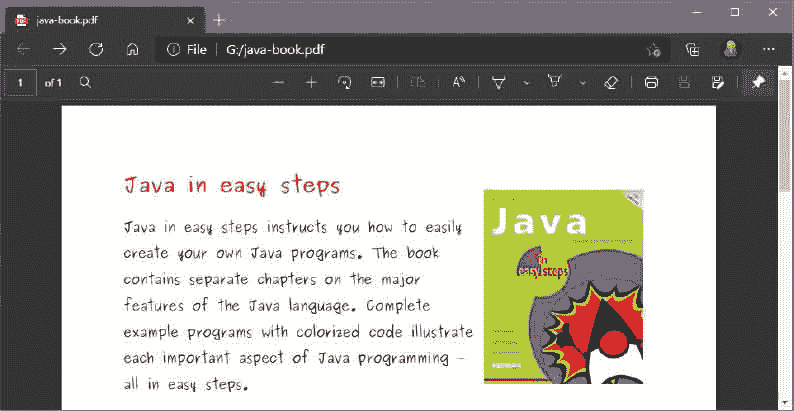 java-book.pdf
File | G:/java-book.pdf
1 of 1
Java in easy steps
Java in easy steps instructs you how to easily
create your own Java programs. The book
contains separate chapters on the major
features of the Java language. Complete
example programs with colorized code illustrate
each important aspect of Java programming –
all in easy steps.
Java
in
easy steps